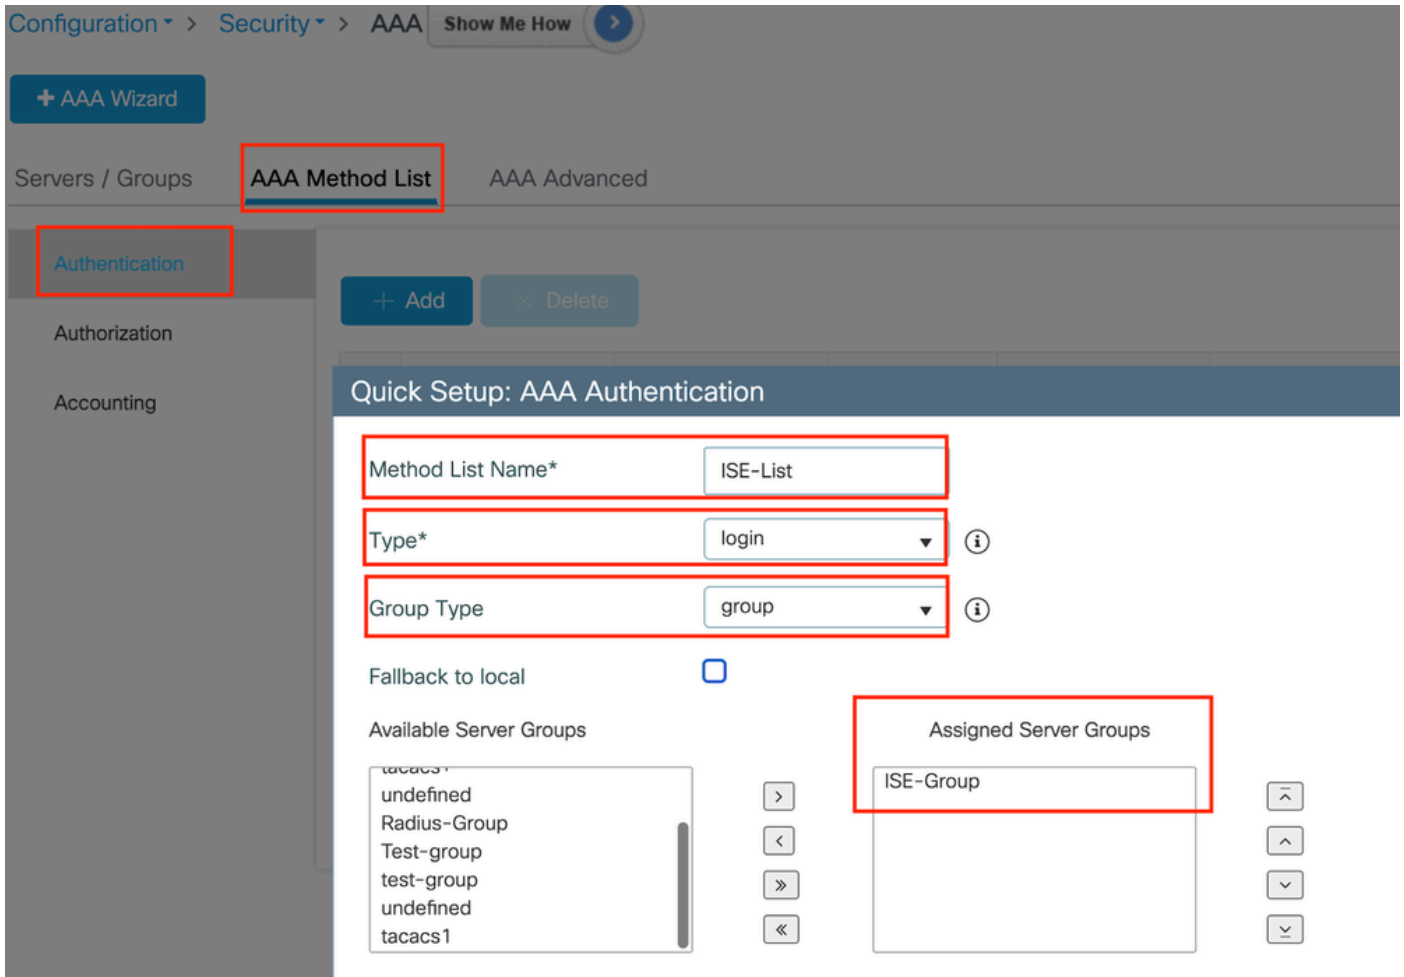 Configuration > Security > AAA Show Me How
+ AAA Wizard
Servers / Groups AAA Method List AAA Advanced
Authentication
Authorization
Accounting
+ Add × Delete
Quick Setup: AAA Authentication
Method List Name* ISE-List
Type* login
Group Type group
Fallback to local
Available Server Groups Assigned Server Groups
undefined
Radius-Group
Test-group
test-group
undefined
tacacs1
ISE-Group